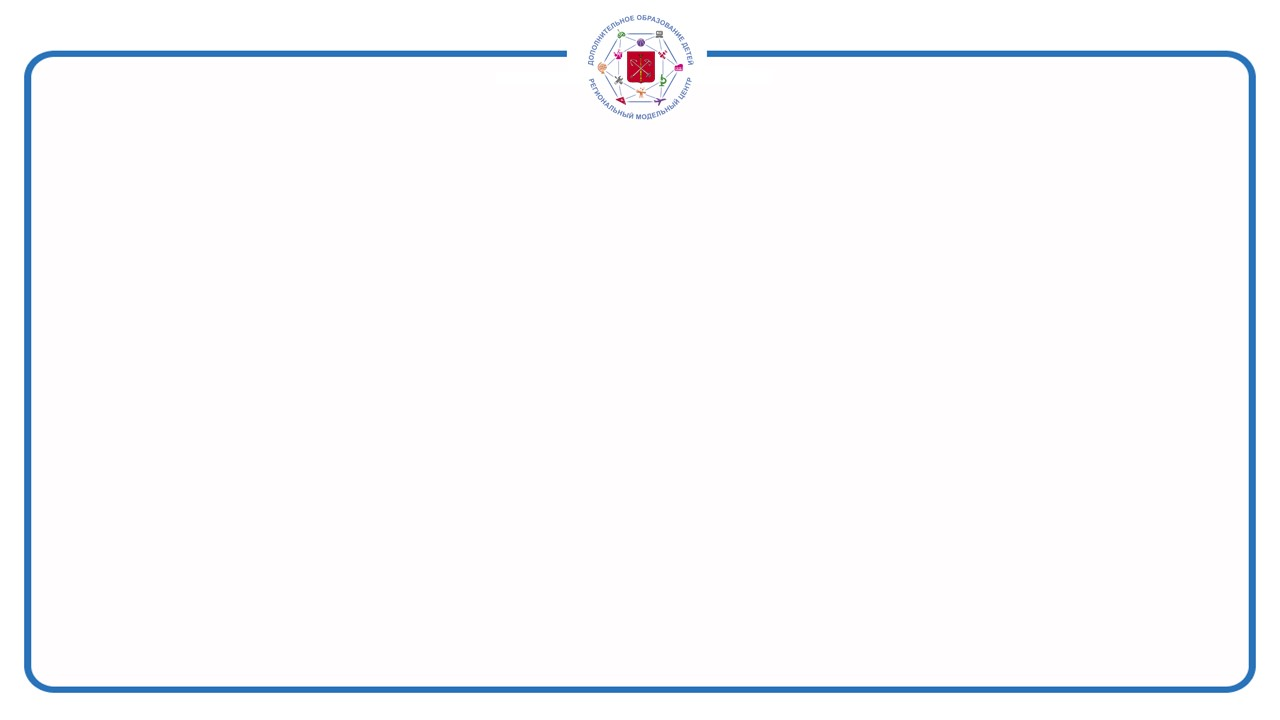 ДОПОЛНИТЕЛЬНОЕ ОБРАЗОВАНИЕ ДЕТЕЙ
РЕГИОНАЛЬНЫЙ МОДЕЛЬНЫЙ ЦЕНТР